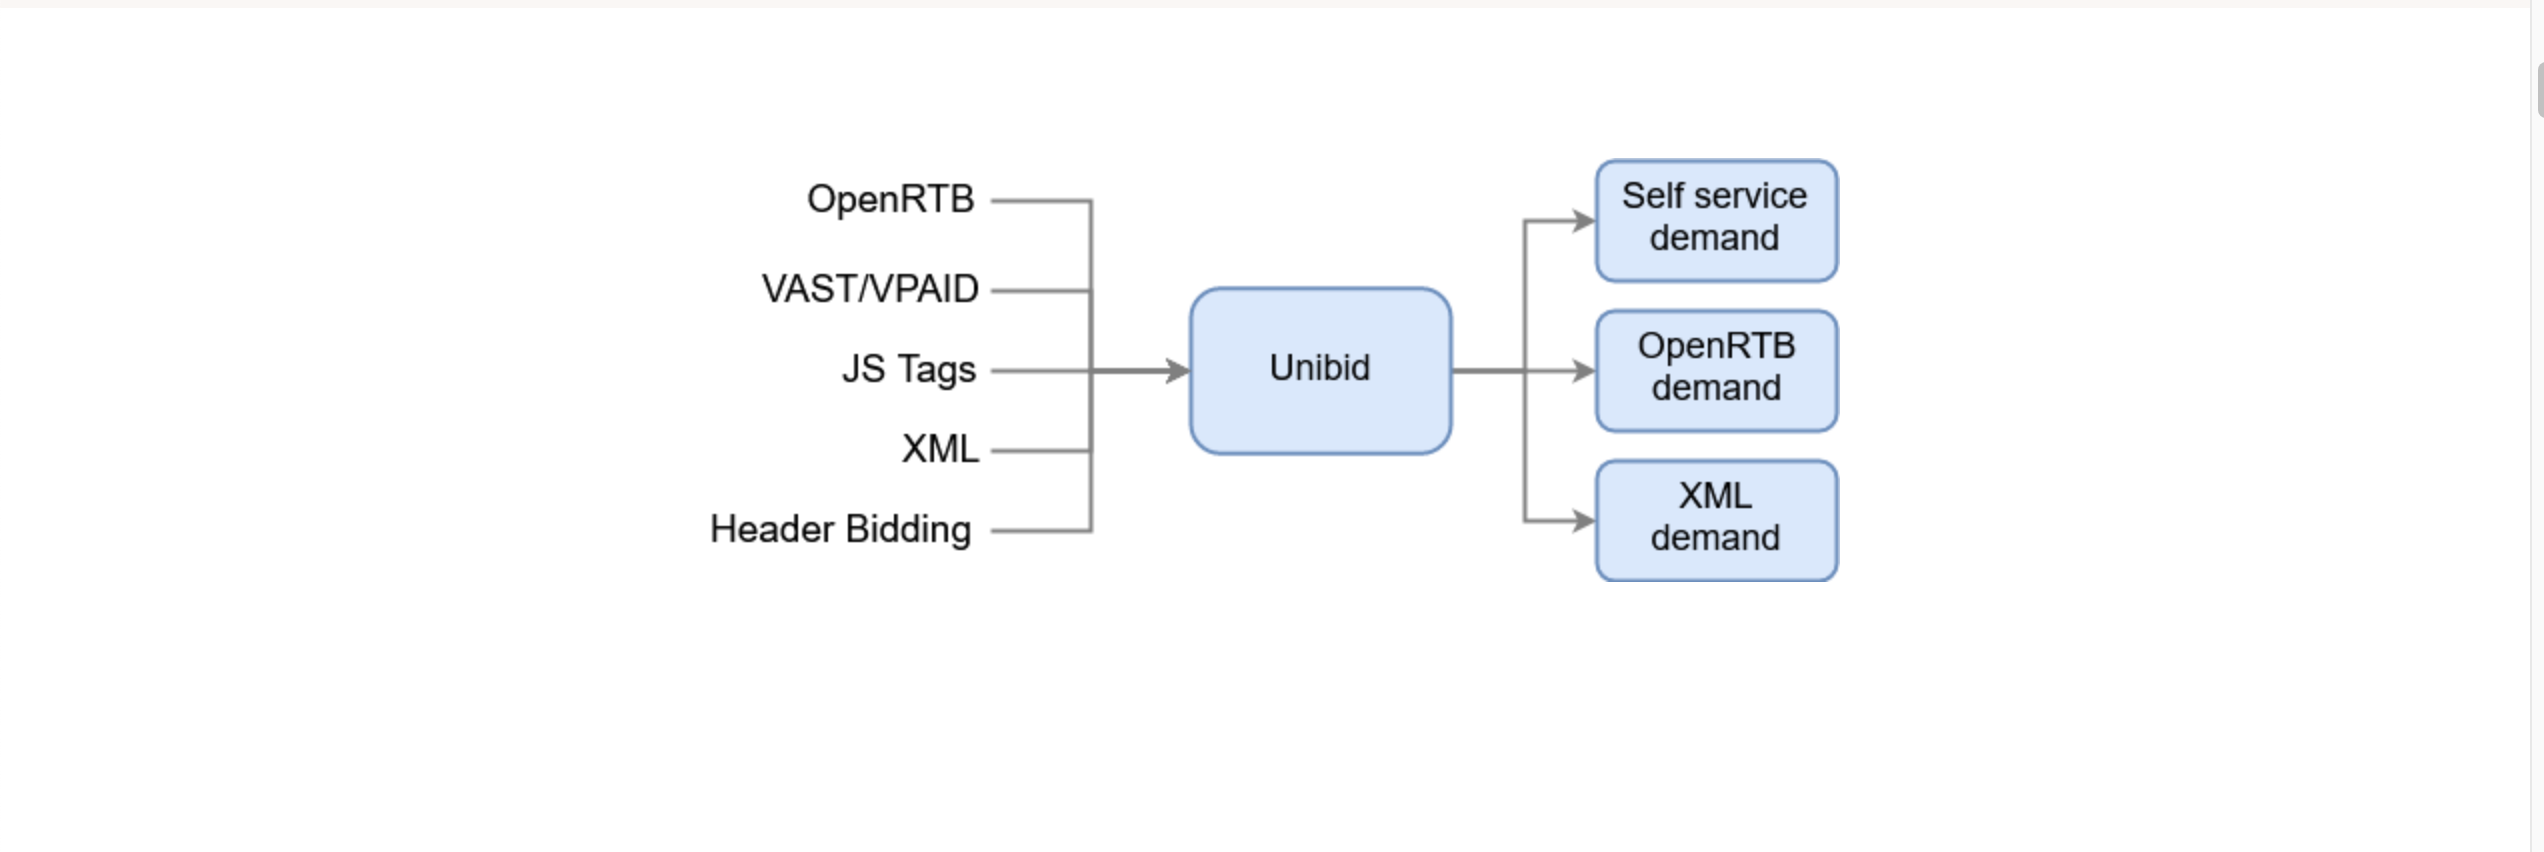 OpenRTB
VAST/VPAID
JS Tags
XML
Header Bidding
Unibid
Self service
demand
OpenRTB
demand
XML
demand